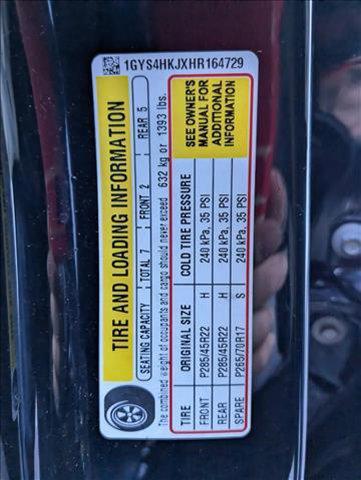 1GYS4HKJXHR164729
TIRE AND LOADING INFORMATION
SEATING CAPACITY TOTAL 7 FRONT 2 REAR 5
The combined weight of occupants and cargo should never exceed 632 kg or 1393 lbs.
TIRE ORIGINAL SIZE COLD TIRE PRESSURE
FRONT P285/45R22 H 240 kPa, 35 PSI
REAR P285/45R22 H 240 kPa, 35 PSI
SPARE P265/70R17 S 240 kPa, 35 PSI
SEE OWNER'S
MANUAL FOR
ADDITIONAL
INFORMATION